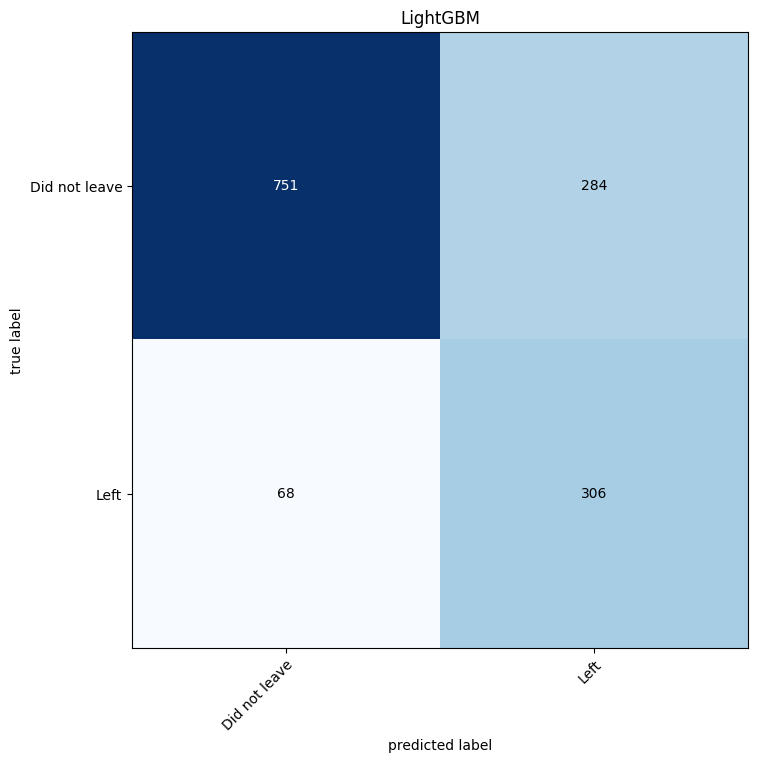 LightGBM
Did not leave
751
284
true label
Left
68
306
Did not leave
Left
predicted label